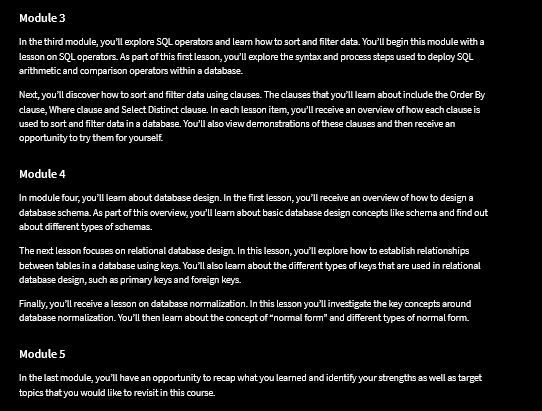 Module 3
In the third module, you'll explore SQL operators and learn how to sort and filter data. You'll begin this module with a
lesson on SQL operators. As part of this first lesson, you'll explore the syntax and process steps used to deploy SQL
arithmetic and comparison operators within a database.
Next, you'll discover how to sort and filter data using clauses. The clauses that you'll learn about include the Order By
clause, Where clause and Select Distinct clause. In each lesson item, you'll receive an overview of how each clause is
used to sort and filter data in a database. You'll also view demonstrations of these clauses and then receive an
opportunity to try them for yourself.
Module 4
In module four, you'll learn about database design. In the first lesson, you'll receive an overview of how to design a
database schema. As part of this overview, you'll learn about basic database design concepts like schema and find out
about different types of schemas.
The next lesson focuses on relational database design. In this lesson, you'll explore how to establish relationships
between tables in a database using keys. You'll also learn about the different types of keys that are used in relational
database design, such as primary keys and foreign keys.
Finally, you'll receive a lesson on database normalization. In this lesson you'll investigate the key concepts around
database normalization. You'll then learn about the concept of “normal form” and different types of normal form.
Module 5
In the last module, you'll have an opportunity to recap what you learned and identify your strengths as well as target
topics that you would like to revisit in this course.